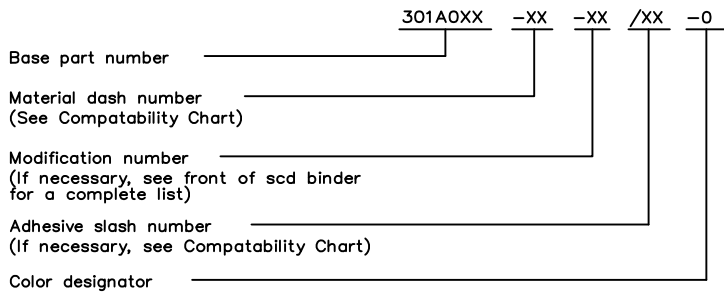 301A0XX -XX -XX /XX -0
Base part number
Material dash number
(See Compatability Chart)
Modification number
(If necessary, see front of scd binder
for a complete list)
Adhesive slash number
(If necessary, see Compatability Chart)
Color designator